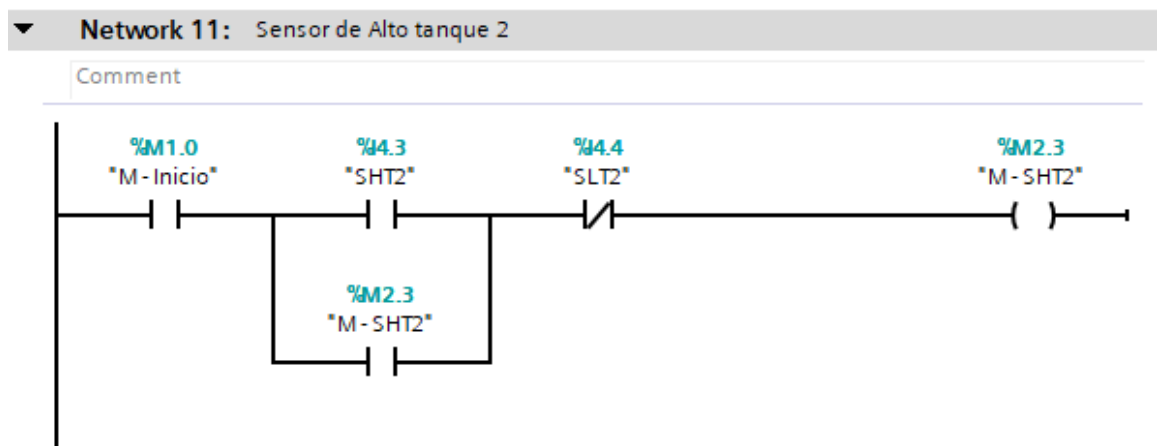 Network 11: Sensor de Alto tanque 2
Comment
%M1.0 %I4.3 %I4.4 %M2.3
"M - Inicio" "SHT2" "SLT2" "M - SHT2"
%M2.3
"M - SHT2"